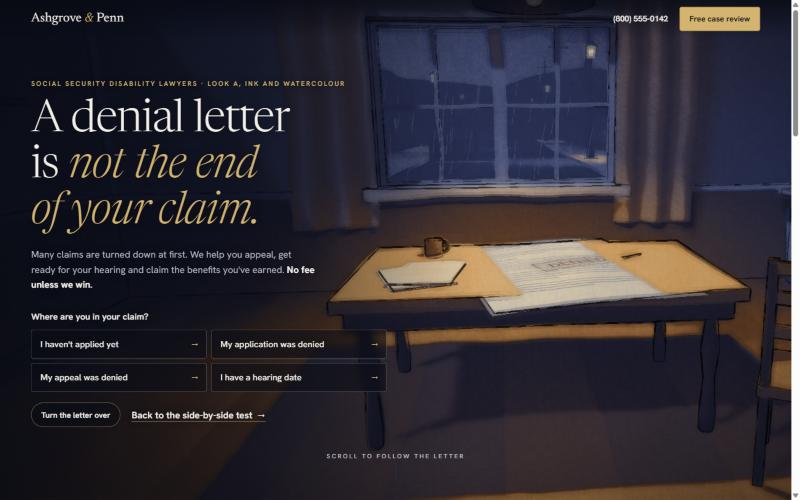 Ashgrove & Penn
(800) 555-0142
Free case review
SOCIAL SECURITY DISABILITY LAWYERS · LOOK A, INK AND WATERCOLOUR
A denial letter
is not the end
of your claim.
Many claims are turned down at first. We help you appeal, get
ready for your hearing and claim the benefits you've earned. No fee
unless we win.
Where are you in your claim?
I haven't applied yet →
My application was denied →
My appeal was denied →
I have a hearing date →
Turn the letter over
Back to the side-by-side test →
SCROLL TO FOLLOW THE LETTER